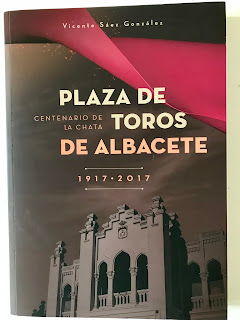 Vicente Sáez González
PLAZA DE
CENTENARIO DE
LA CHATA
TOROS
DE ALBACETE
1917·2017